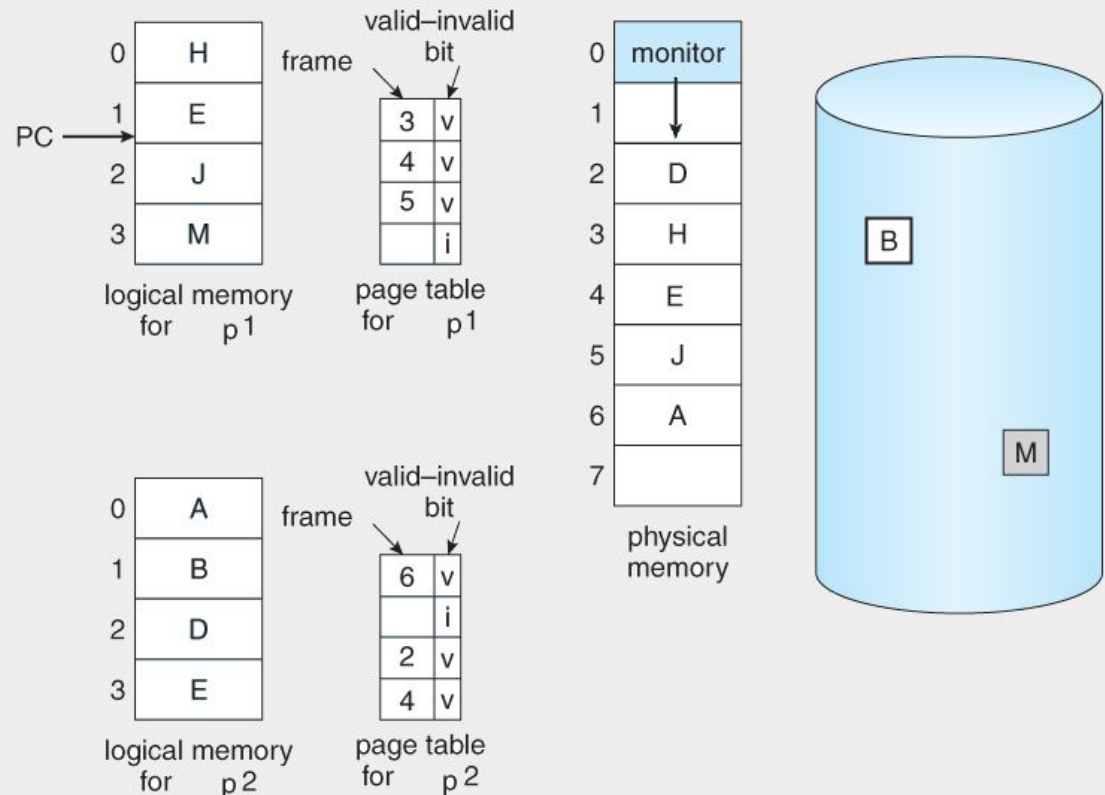 valid–invalid
bit
frame
PC
0 H
1 E
2 J
3 M
3 v
4 v
5 v
i
logical memory
for p1
page table
for p1
valid–invalid
bit
frame
0 A
1 B
2 D
3 E
6 v
i
2 v
4 v
logical memory
for p2
page table
for p2
0 monitor
1
2 D
3 H
4 E
5 J
6 A
7
physical
memory
B
M